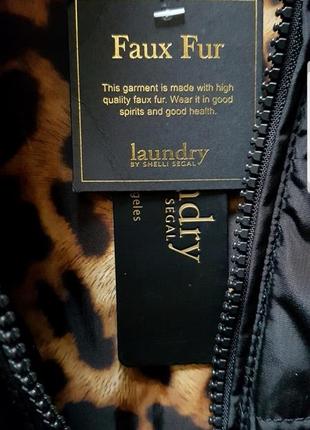 Faux Fur
This garment is made with high
quality faux fur. Wear it in good
spirits and good health.
laundry
BY SHELLI SEGAL
ndry
SEGAL
ngeles